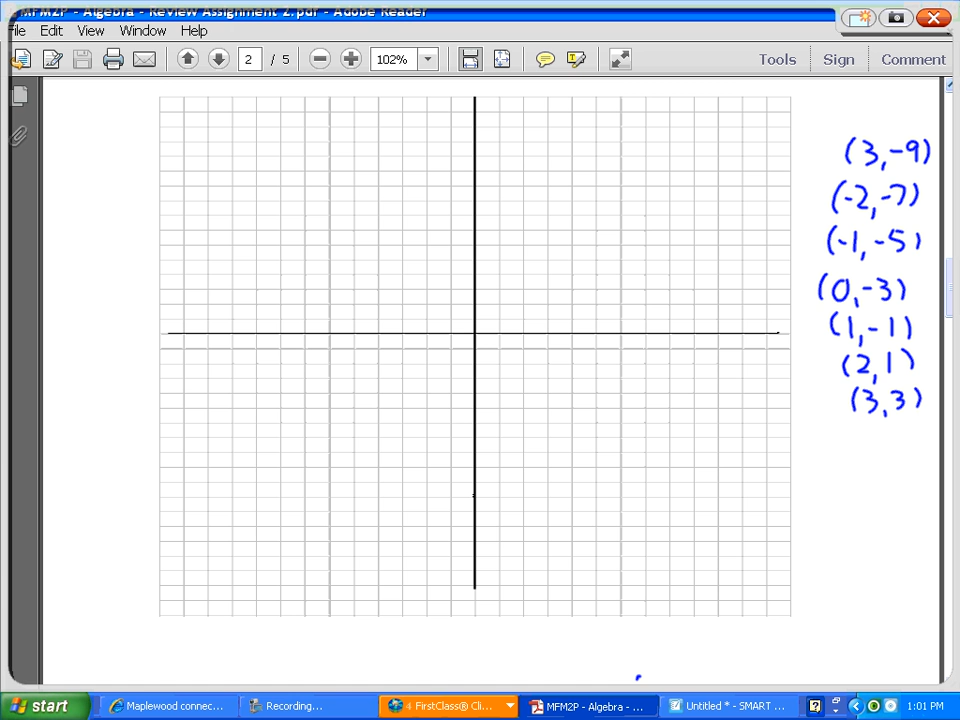 MFM2P - Algebra - Review Assignment 2.pdf - Adobe Reader
File Edit View Window Help
2 / 5 102% Tools Sign Comment
(3,-9)
(-2,-7)
(-1,-5)
(0,-3)
(1,-1)
(2,1)
(3,3)
start Maplewood connec... Recording... 4 FirstClass® Cli... MFM2P - Algebra - ... Untitled * - SMART ... 1:01 PM